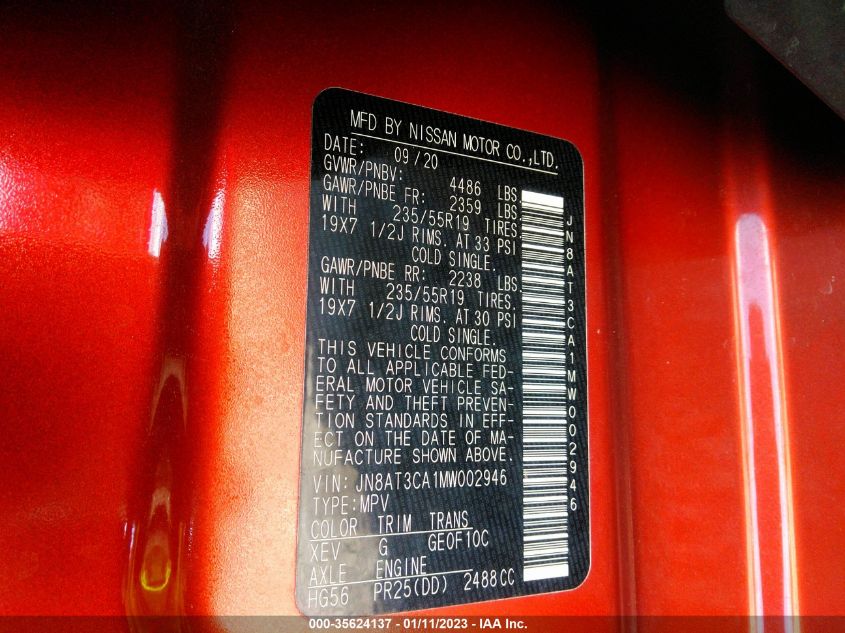 MFD BY NISSAN MOTOR CO.,LTD.
DATE: 09/20
GVWR/PNBV: 4486 LBS.
GAWR/PNBE FR: 2359 LBS.
WITH 235/55R19 TIRES
19X7 1/2J RIMS. AT 33 PSI
COLD SINGLE.
GAWR/PNBE RR: 2238 LBS.
WITH 235/55R19 TIRES.
19X7 1/2J RIMS. AT 30 PSI
COLD SINGLE.
THIS VEHICLE CONFORMS
TO ALL APPLICABLE FED-
ERAL MOTOR VEHICLE SA-
FETY AND THEFT PREVEN-
TION STANDARDS IN EFF-
ECT ON THE DATE OF MA-
NUFACTURE SHOWN ABOVE.
VIN: JN8AT3CA1MW002946
TYPE:MPV
COLOR TRIM TRANS
XEV G GE0F10C
AXLE ENGINE
HG56 PR25(DD) 2488CC
JN8AT3CA1MW002946
000-35624137 - 01/11/2023 - IAA Inc.